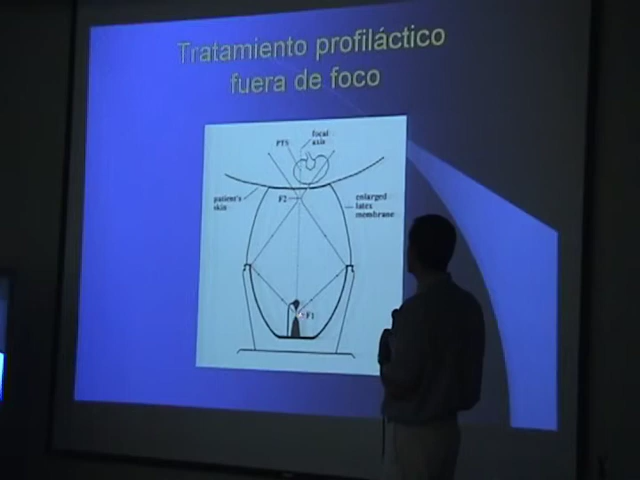 Tratamiento profiláctico
fuera de foco
PTS
focal
axis
patient's
skin
F2
enlarged
latex
membrane
F1